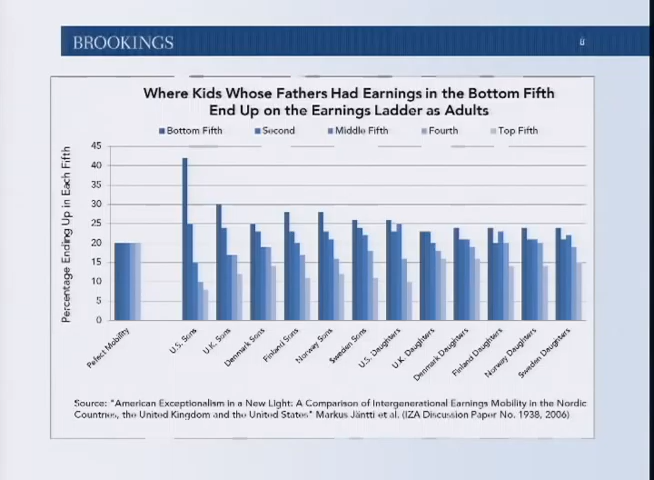 BROOKINGS
Where Kids Whose Fathers Had Earnings in the Bottom Fifth
End Up on the Earnings Ladder as Adults
Bottom Fifth Second Middle Fifth Fourth Top Fifth
Percentage Ending Up in Each Fifth
45
40
35
30
25
20
15
10
5
0
Pefect Mobility
U.S. Sons
U.K. Sons
Denmark Sons
Finland Sons
Norway Sons
Sweden Sons
U.S. Daughters
U.K. Daughters
Denmark Daughters
Finland Daughters
Norway Daughters
Sweden Daughters
Source: "American Exceptionalism in a New Light: A Comparison of Intergenerational Earnings Mobility in the Nordic
Countries, the United Kingdom and the United States" Markus Jäntti et al. (IZA Discussion Paper No. 1938, 2006)